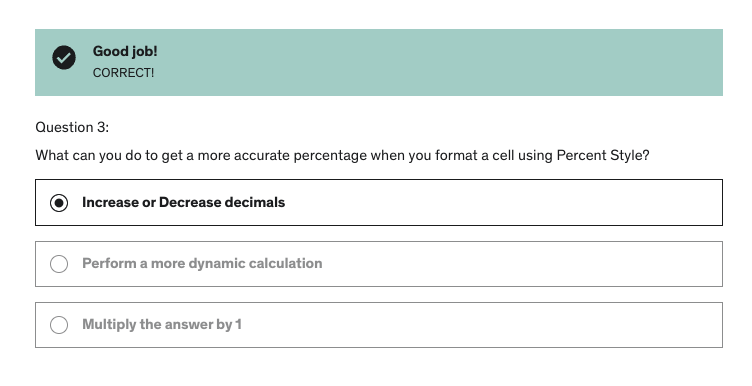 Good job!
CORRECT!
Question 3:
What can you do to get a more accurate percentage when you format a cell using Percent Style?
Increase or Decrease decimals
Perform a more dynamic calculation
Multiply the answer by 1